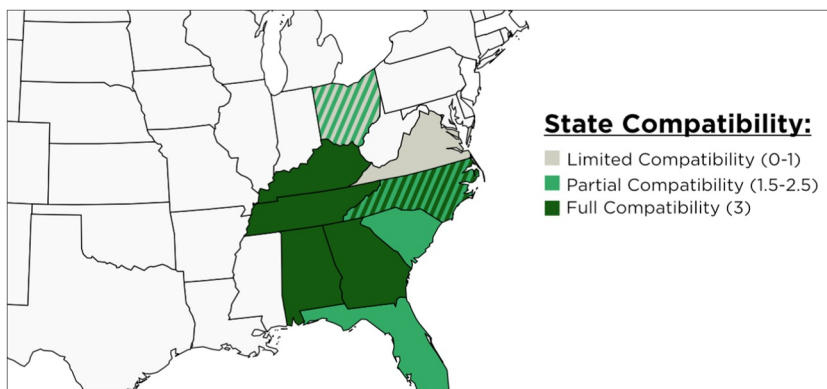 State Compatibility:
Limited Compatibility (0-1)
Partial Compatibility (1.5-2.5)
Full Compatibility (3)